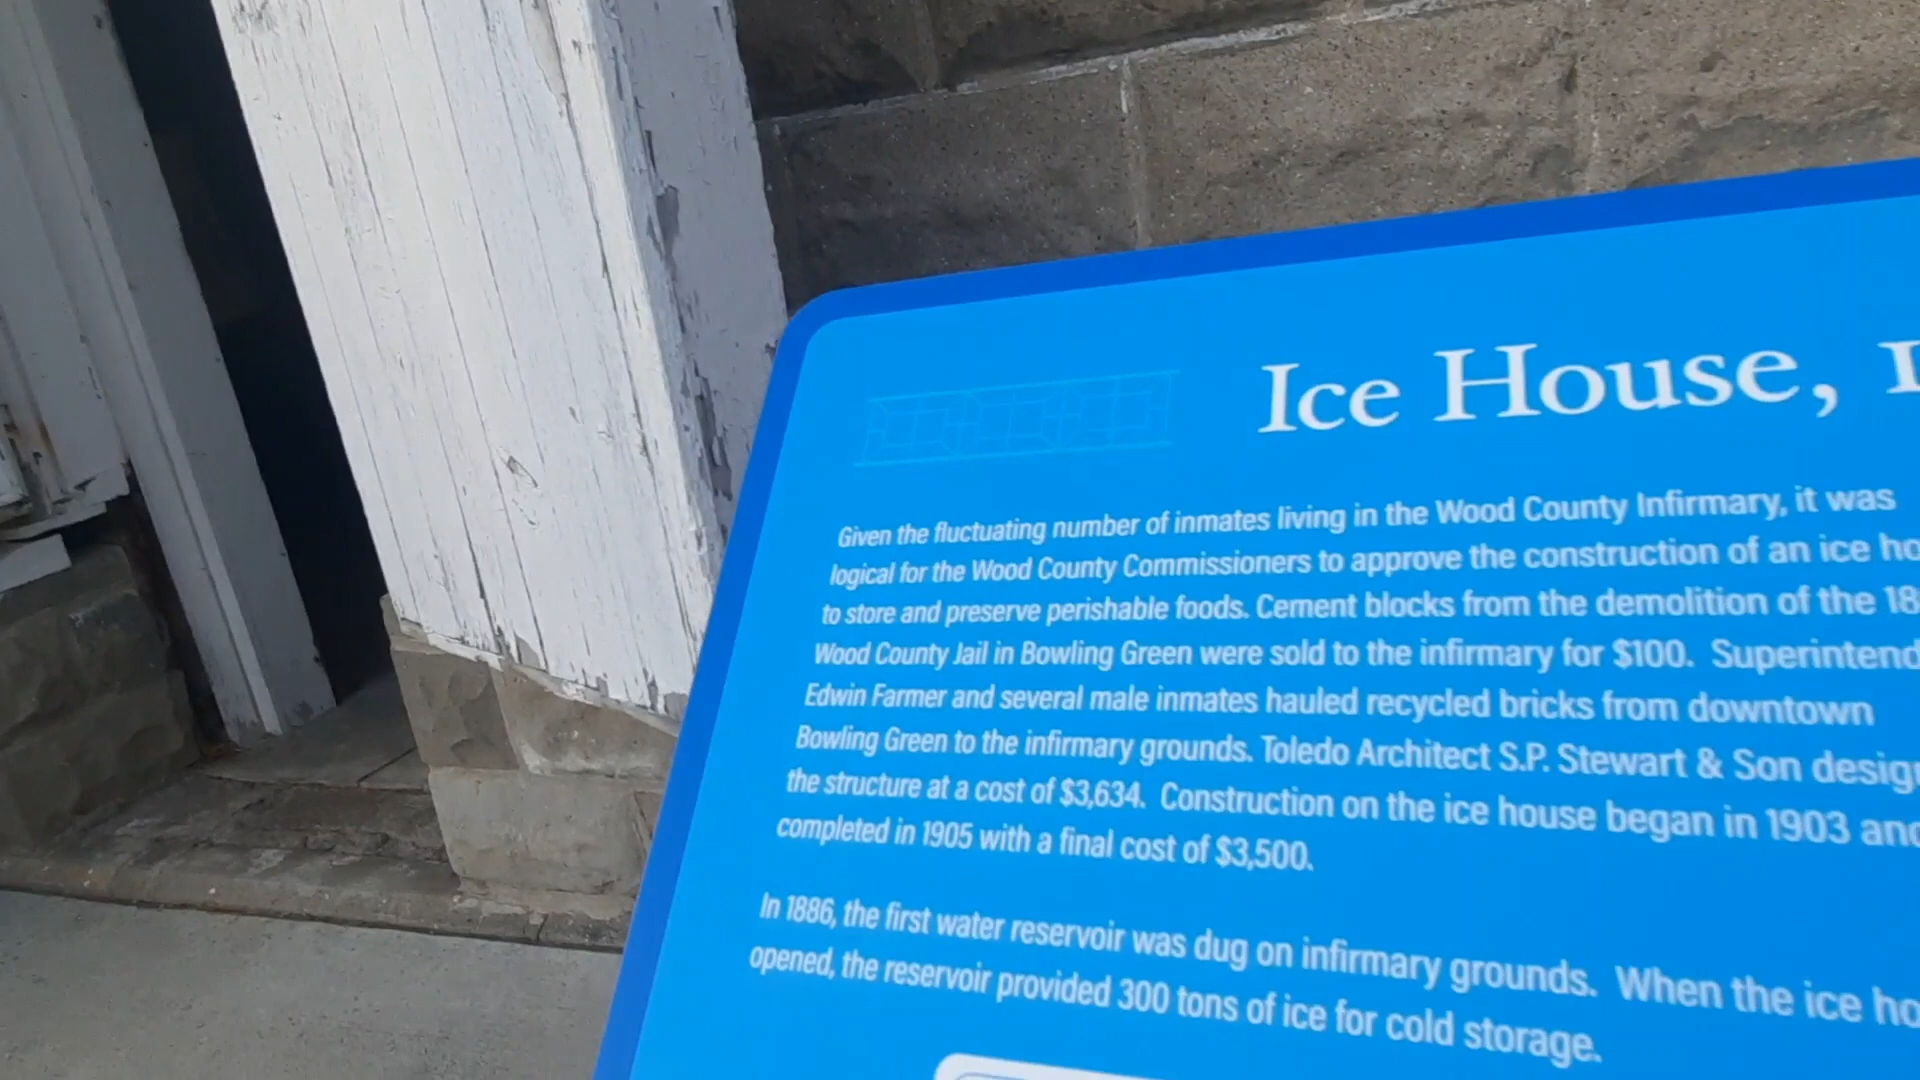 Ice House,
Given the fluctuating number of inmates living in the Wood County Infirmary, it was
logical for the Wood County Commissioners to approve the construction of an ice
to store and preserve perishable foods. Cement blocks from the demolition of the
Wood County Jail in Bowling Green were sold to the infirmary for $100. Superintend
Edwin Farmer and several male inmates hauled recycled bricks from downtown
Bowling Green to the infirmary grounds. Toledo Architect S.P. Stewart & Son desig
the structure at a cost of $3,634. Construction on the ice house began in 1903 and
completed in 1905 with a final cost of $3,500.
In 1886, the first water reservoir was dug on infirmary grounds. When the ice
opened, the reservoir provided 300 tons of ice for cold storage.